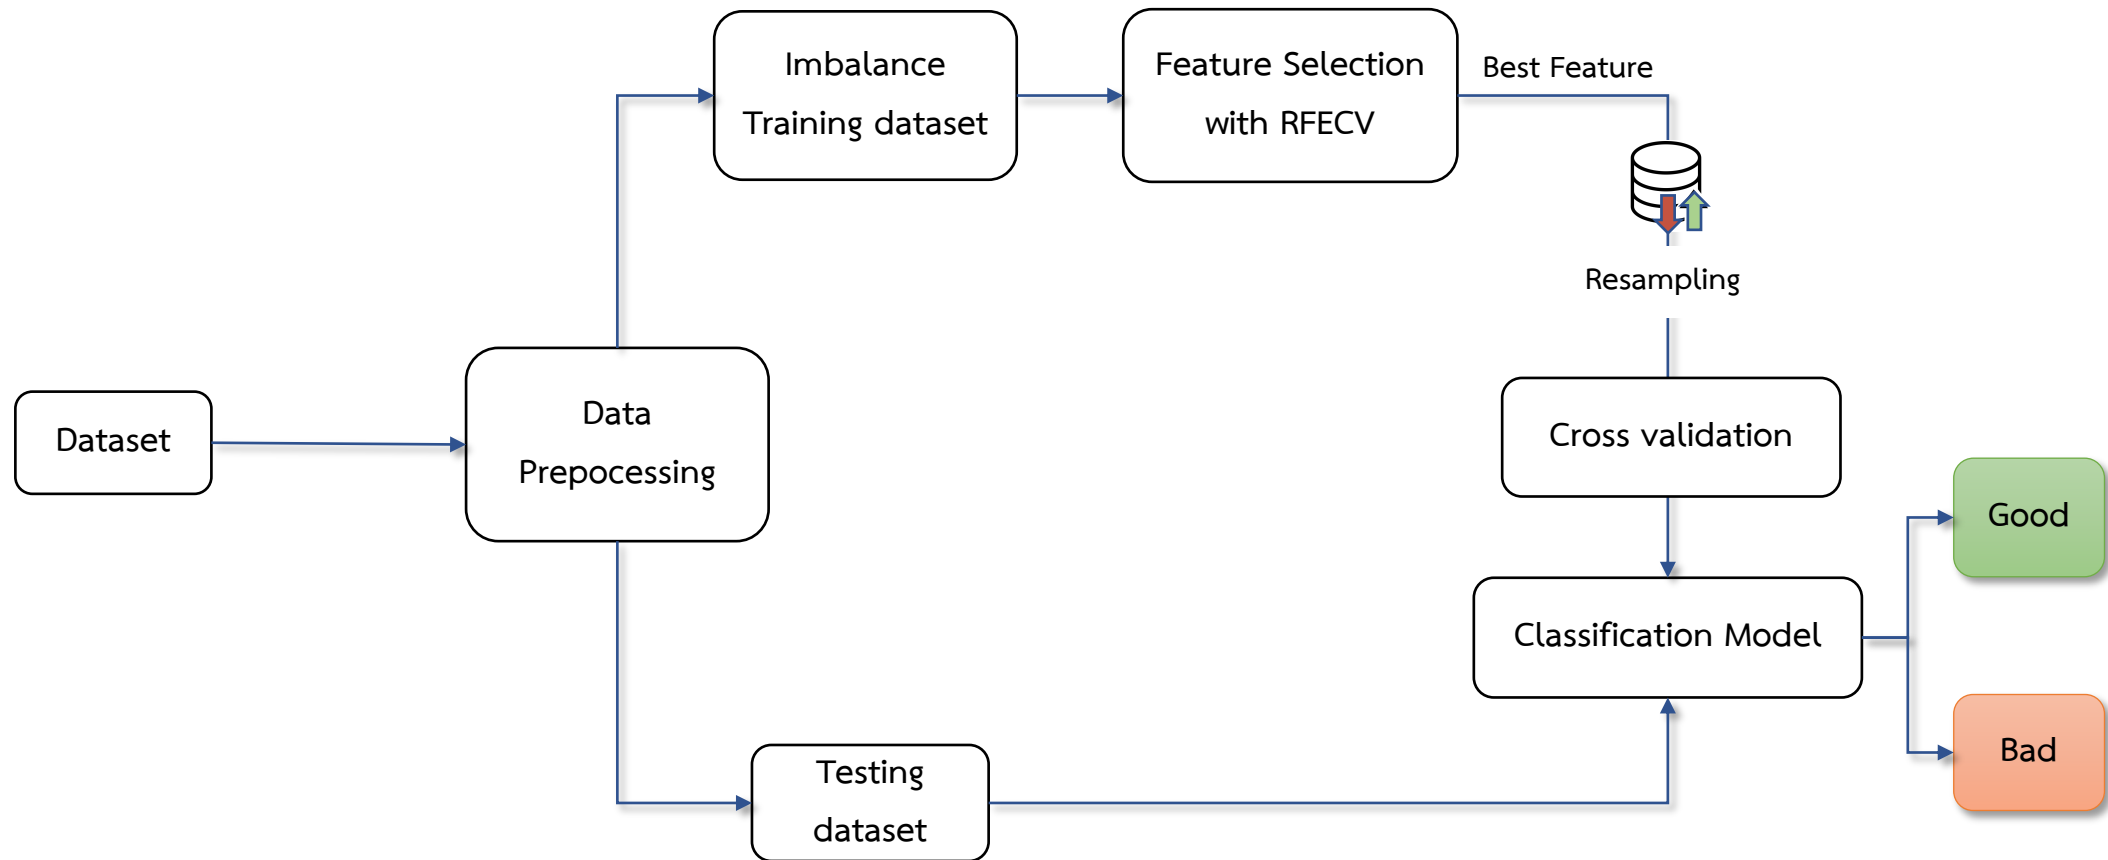 Imbalance
Training dataset
Feature Selection
with RFECV
Best Feature
Resampling
Dataset
Data
Prepocessing
Cross validation
Good
Classification Model
Bad
Testing
dataset